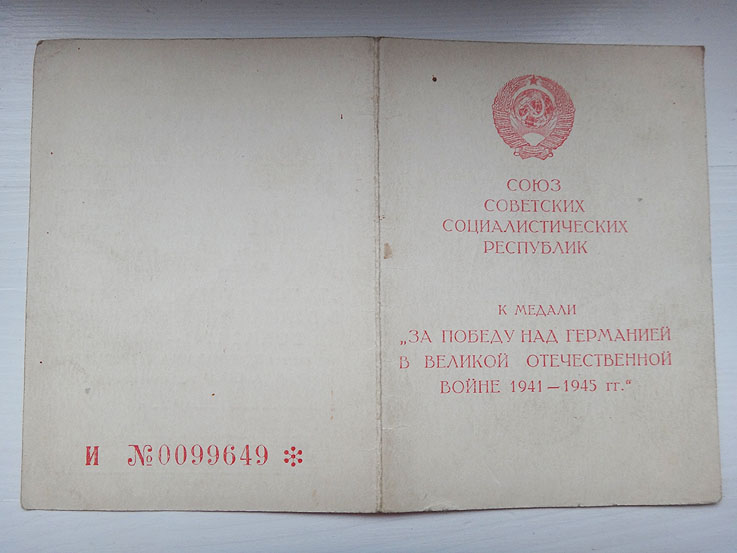 И №0099649
СОЮЗ
СОВЕТСКИХ
СОЦИАЛИСТИЧЕСКИХ
РЕСПУБЛИК
К МЕДАЛИ
„ЗА ПОБЕДУ НАД ГЕРМАНИЕЙ
В ВЕЛИКОЙ ОТЕЧЕСТВЕННОЙ
ВОЙНЕ 1941—1945 гг.“